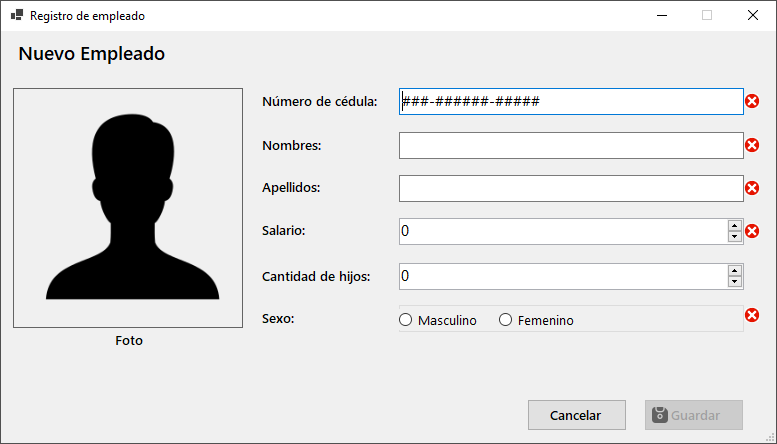 Registro de empleado
Nuevo Empleado
Número de cédula: ###-######-#####
Nombres:
Apellidos:
Salario: 0
Cantidad de hijos: 0
Sexo: Masculino Femenino
Foto
Cancelar Guardar